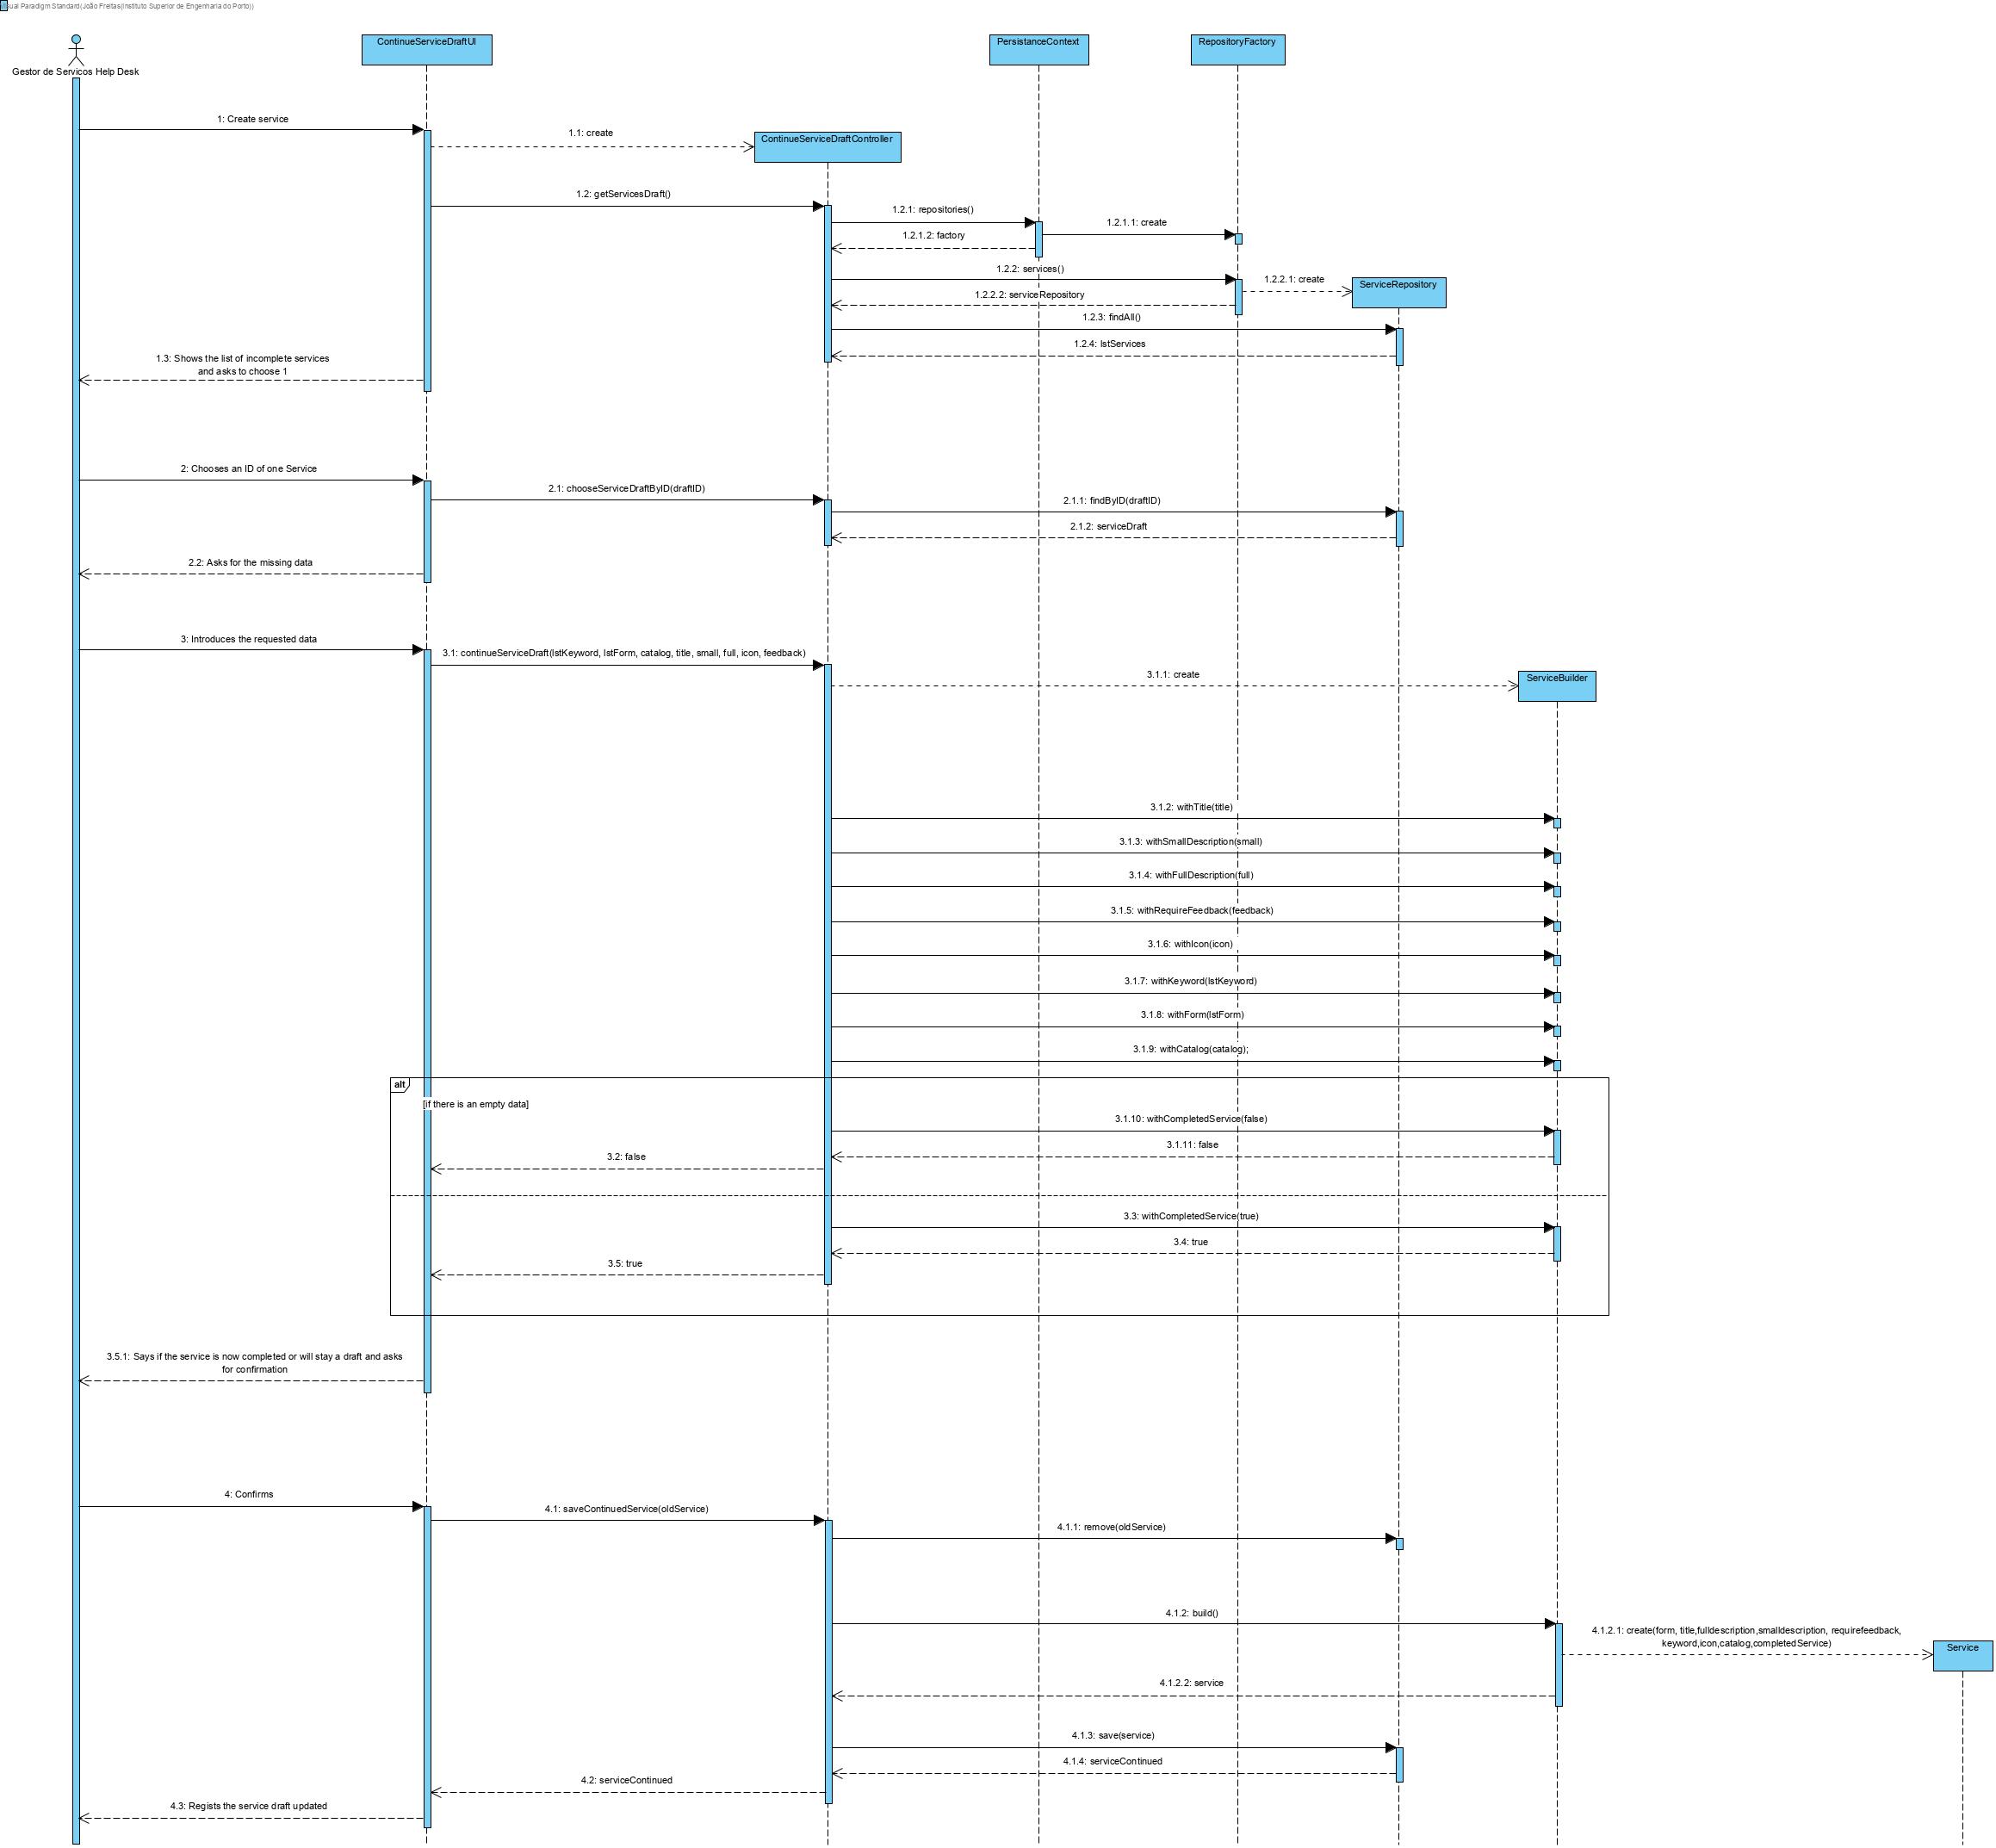 Visual Paradigm Standard(João Freitas(Instituto Superior de Engenharia do Porto))
Gestor de Servicos Help Desk
ContinueServiceDraftUI
PersistanceContext
RepositoryFactory
1: Create service
1.1: create
ContinueServiceDraftController
1.2: getServicesDraft()
1.2.1: repositories()
1.2.1.1: create
1.2.1.2: factory
1.2.2: services()
1.2.2.1: create
ServiceRepository
1.2.2.2: serviceRepository
1.2.3: findAll()
1.2.4: lstServices
1.3: Shows the list of incomplete services
and asks to choose 1
2: Chooses an ID of one Service
2.1: chooseServiceDraftByID(draftID)
2.1.1: findByID(draftID)
2.1.2: serviceDraft
2.2: Asks for the missing data
3: Introduces the requested data
3.1: continueServiceDraft(lstKeyword, lstForm, catalog, title, small, full, icon, feedback)
3.1.1: create
ServiceBuilder
3.1.2: withTitle(title)
3.1.3: withSmallDescription(small)
3.1.4: withFullDescription(full)
3.1.5: withRequireFeedback(feedback)
3.1.6: withIcon(icon)
3.1.7: withKeyword(lstKeyword)
3.1.8: withForm(lstForm)
3.1.9: withCatalog(catalog);
alt
[if there is an empty data]
3.1.10: withCompletedService(false)
3.1.11: false
3.2: false
3.3: withCompletedService(true)
3.4: true
3.5: true
3.5.1: Says if the service is now completed or will stay a draft and asks
for confirmation
4: Confirms
4.1: saveContinuedService(oldService)
4.1.1: remove(oldService)
4.1.2: build()
4.1.2.1: create(form, title,fulldescription,smalldescription, requirefeedback,
keyword,icon,catalog,completedService)
Service
4.1.2.2: service
4.1.3: save(service)
4.1.4: serviceContinued
4.2: serviceContinued
4.3: Regists the service draft updated